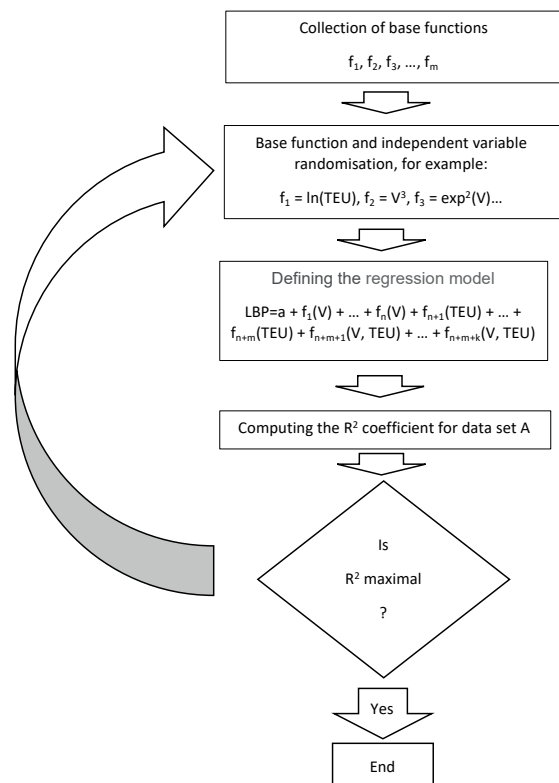 Collection of base functions
f₁, f₂, f₃, ..., fₘ
Base function and independent variable
randomisation, for example:
f₁ = ln(TEU), f₂ = V³, f₃ = exp²(V)...
Defining the regression model
LBP=a + f₁(V) + ... + fₙ(V) + fₙ₊₁(TEU) + ... +
fₙ₊ₘ(TEU) + fₙ₊ₘ₊₁(V, TEU) + ... + fₙ₊ₘ₊ₖ(V, TEU)
Computing the R² coefficient for data set A
Is
R² maximal
?
Yes
End